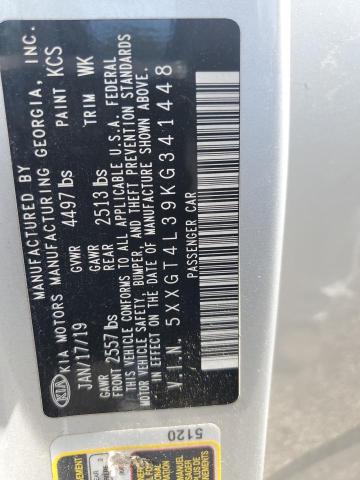 KIA
MANUFACTURED BY
KIA MOTORS MANUFACTURING GEORGIA, INC.
JAN/17/19 GVWR 4497 lbs PAINT KCS
GAWR FRONT 2557 lbs GAWR REAR 2513 lbs TRIM WK
THIS VEHICLE CONFORMS TO ALL APPLICABLE U.S.A. FEDERAL
MOTOR VEHICLE SAFETY, BUMPER, AND THEFT PREVENTION STANDARDS
IN EFFECT ON THE DATE OF MANUFACTURE SHOWN ABOVE.
V.I.N. 5XXGT4L39KG341448
PASSENGER CAR
5120